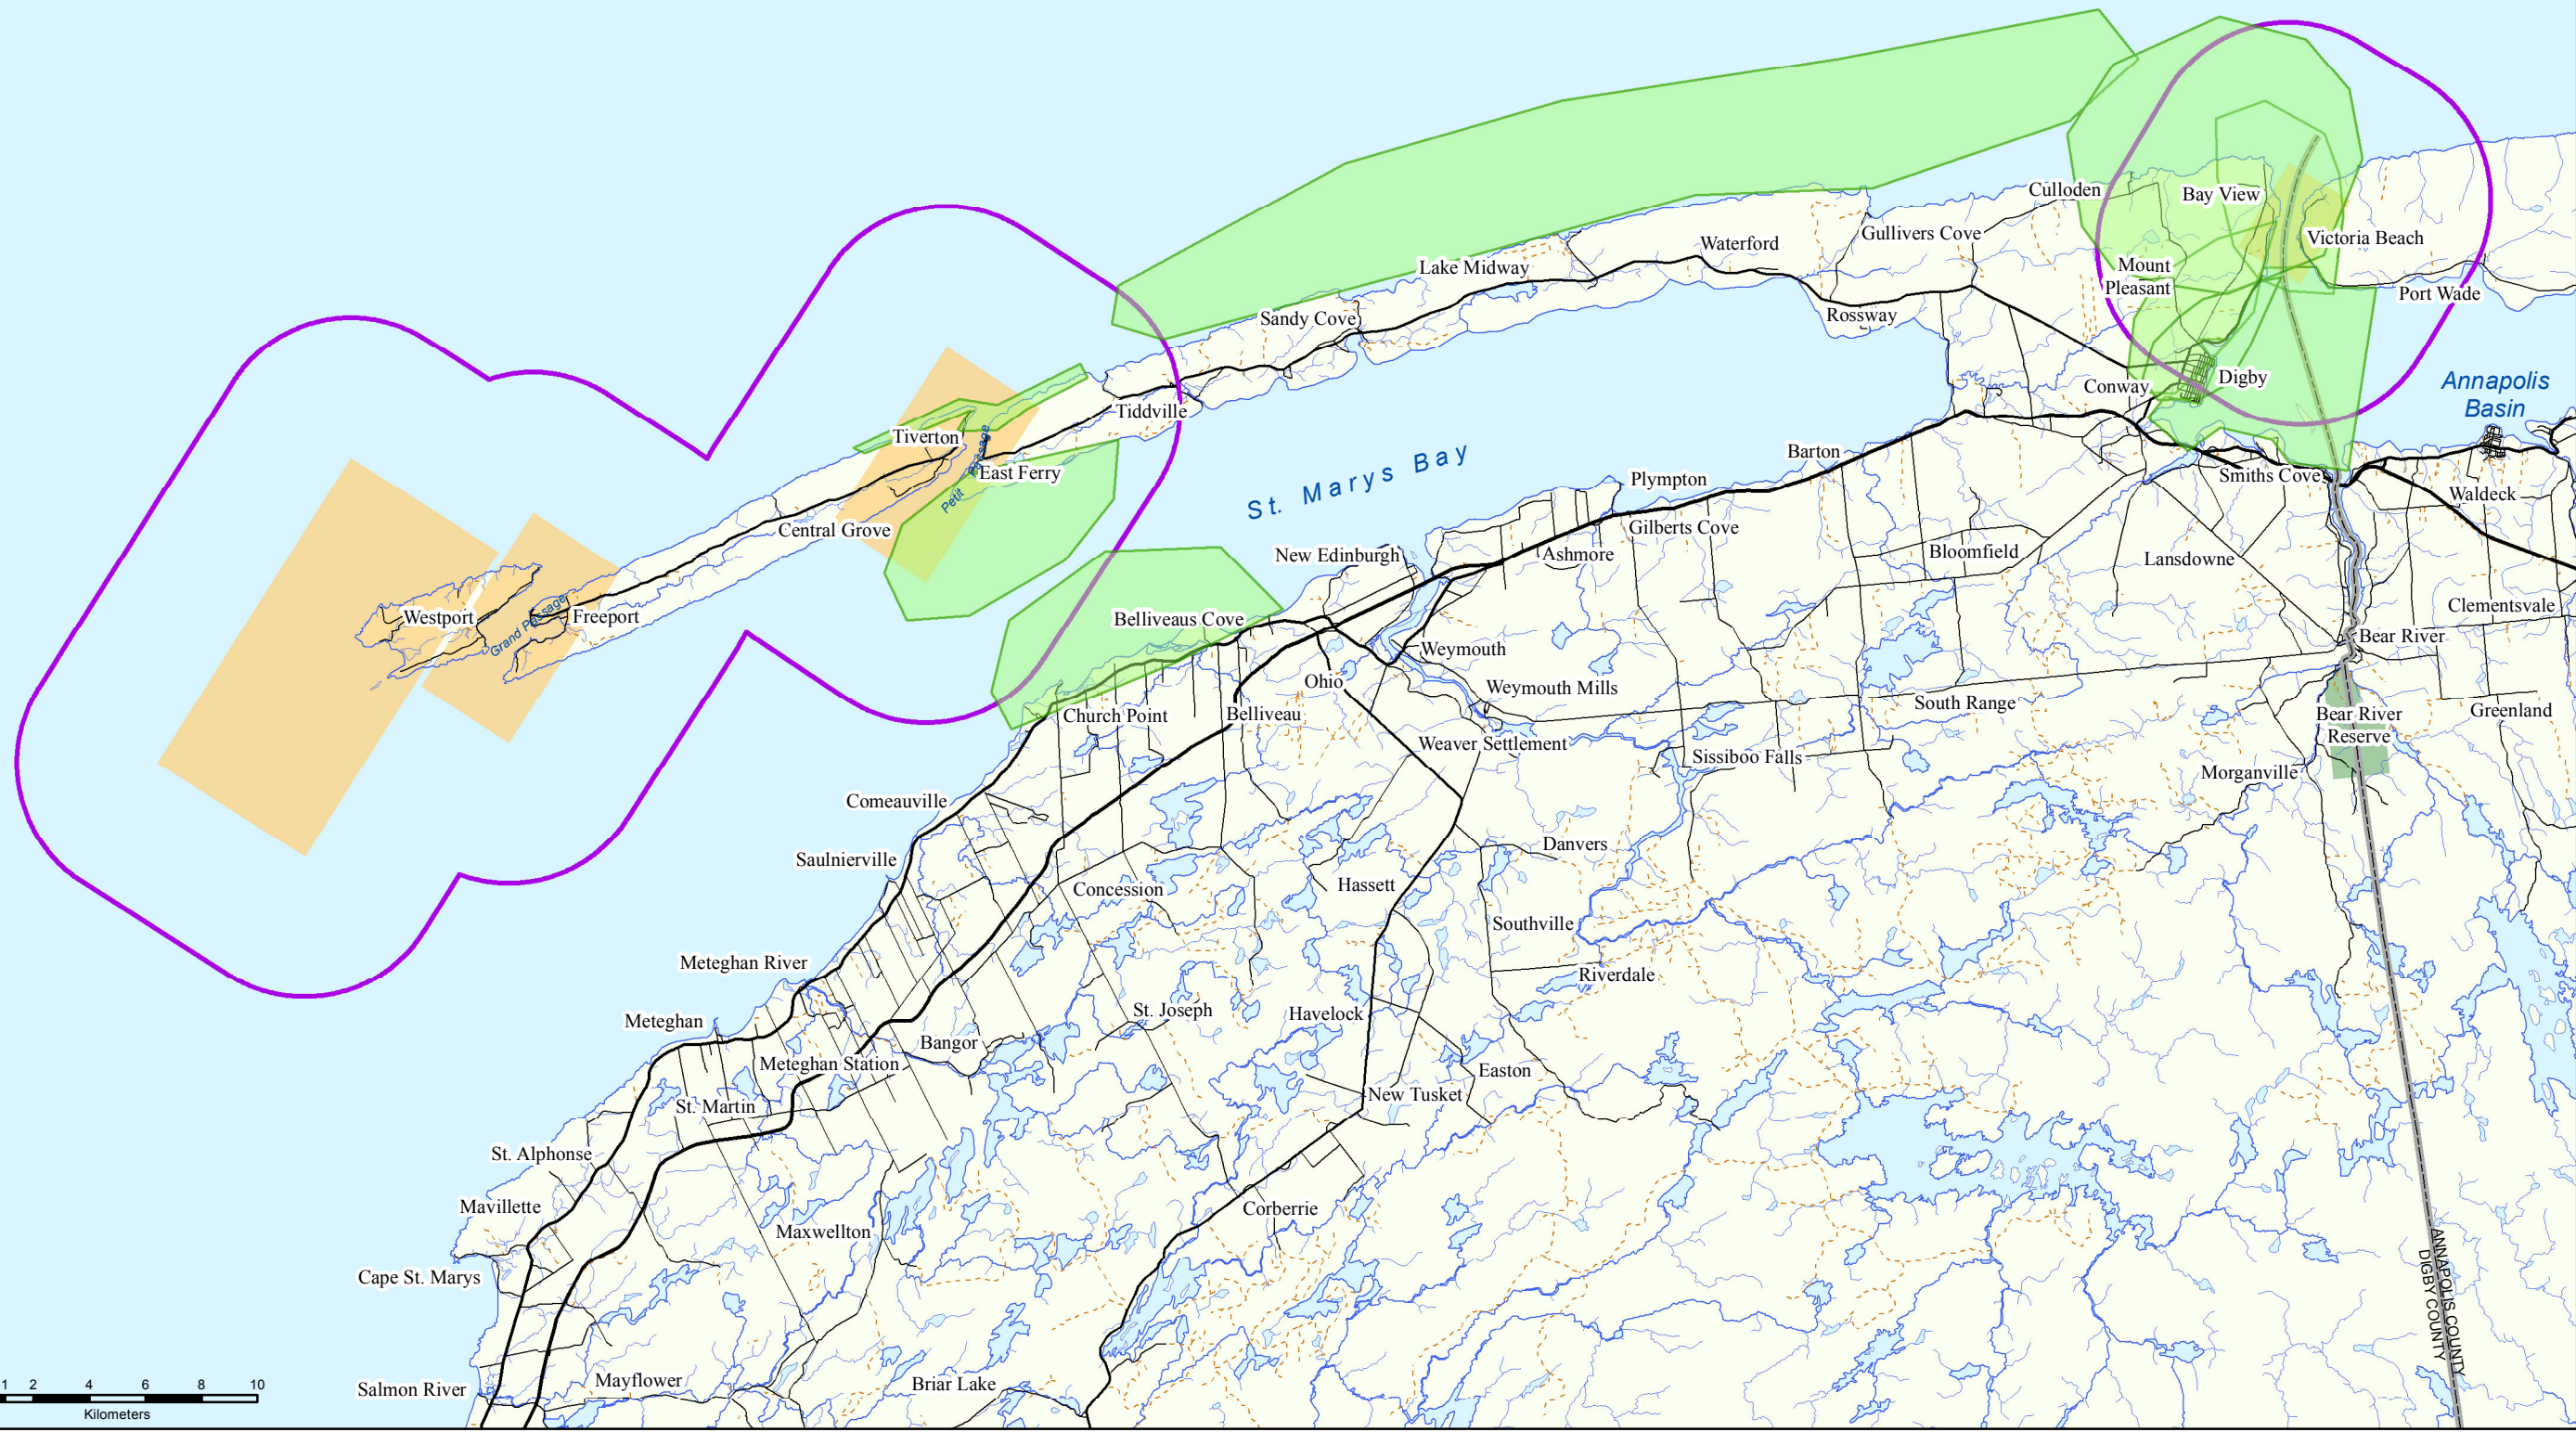 Culloden
Bay View
Gullivers Cove
Victoria Beach
Waterford
Lake Midway
Mount
Pleasant
Port Wade
Sandy Cove
Rossway
Digby
Conway
Annapolis
Basin
Tiddville
Tiverton
Petit Passage
East Ferry
St. Marys Bay
Barton
Plympton
Smiths Cove
Waldeck
Central Grove
Gilberts Cove
New Edinburgh
Ashmore
Bloomfield
Lansdowne
Clementsvale
Westport
Grand Passage
Freeport
Belliveaus Cove
Bear River
Weymouth
Ohio
Weymouth Mills
South Range
Church Point
Belliveau
Bear River
Reserve
Greenland
Weaver Settlement
Sissiboo Falls
Morganville
Comeauville
Saulnierville
Danvers
Concession
Hassett
Southville
Meteghan River
Riverdale
Meteghan
St. Joseph
Havelock
Bangor
Meteghan Station
Easton
St. Martin
New Tusket
St. Alphonse
Mavillette
Corberrie
Maxwellton
Cape St. Marys
ANNAPOLIS COUNTY
DIGBY COUNTY
Salmon River
Mayflower
Briar Lake
1 2 4 6 8 10
Kilometers